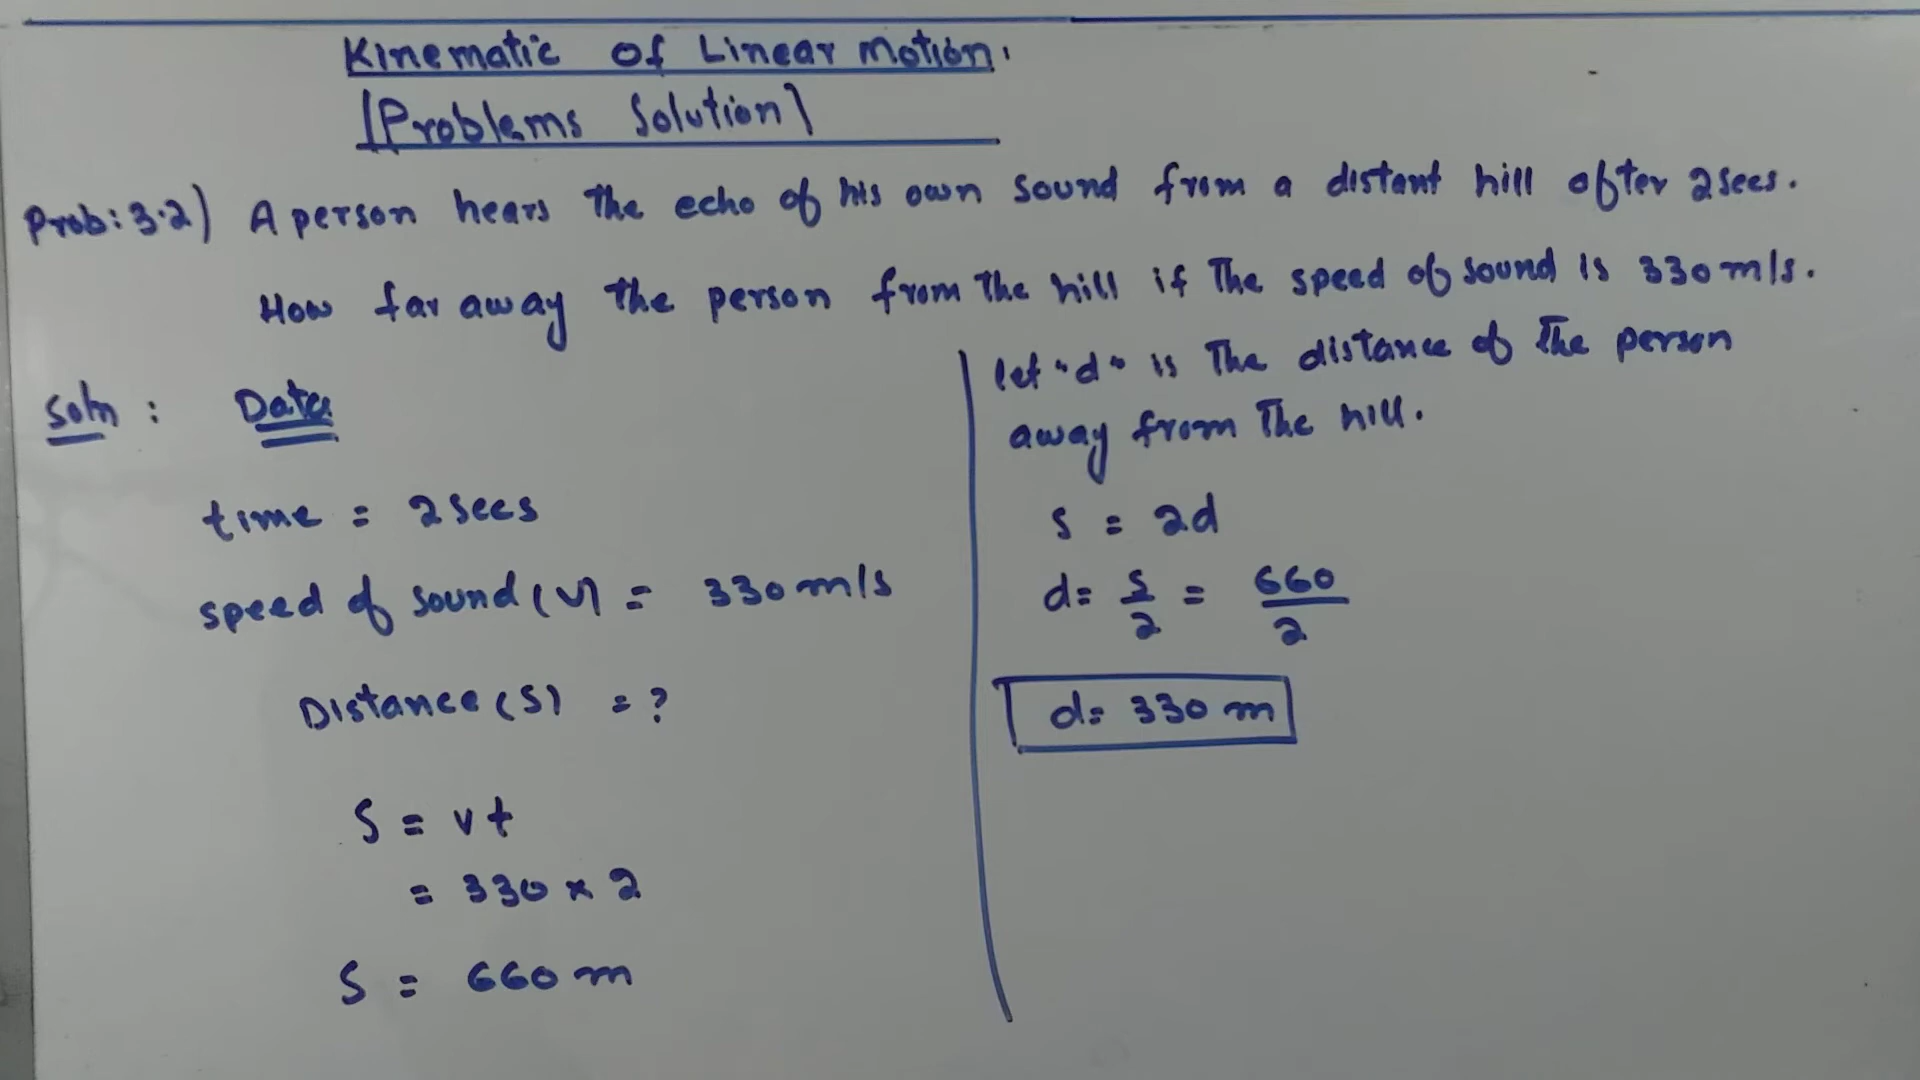 Kinematic of Linear motion.
[Problems Solution]
Prob: 3.2) A person hears the echo of his own sound from a distant hill after 2secs.
How far away the person from the hill if the speed of sound is 330 m/s.
Soln : Data
time = 2secs
speed of sound (v) = 330 m/s
Distance (S) = ?
S = vt
= 330 × 2
S = 660 m
let "d" is the distance of the person
away from the hill.
S = 2d
d = S/2 = 660/2
d = 330 m